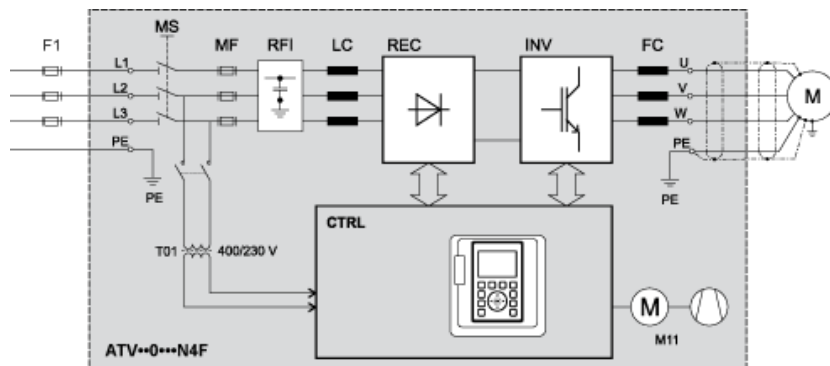 MS
F1 MF RFI LC REC INV FC
L1 U
L2 V M
L3 W
PE PE
PE PE
CTRL
T01 400/230 V
M
M11
ATV••0•••N4F